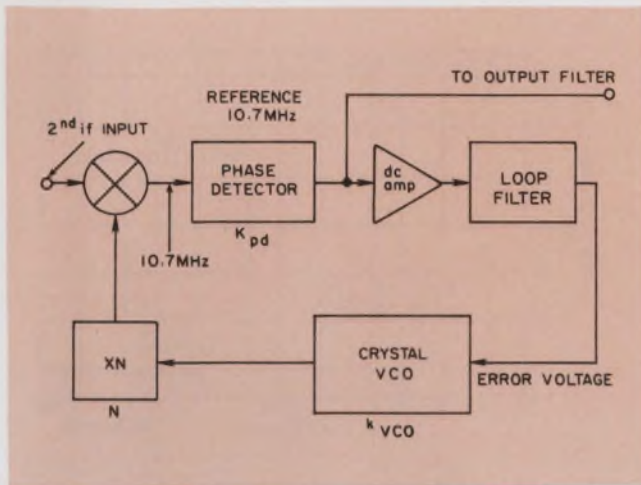 TO OUTPUT FILTER
REFERENCE
10.7MHz
2nd if INPUT
PHASE
DETECTOR
dc
amp
LOOP
FILTER
Kpd
10.7MHz
XN
N
CRYSTAL
VCO
ERROR VOLTAGE
kVCO